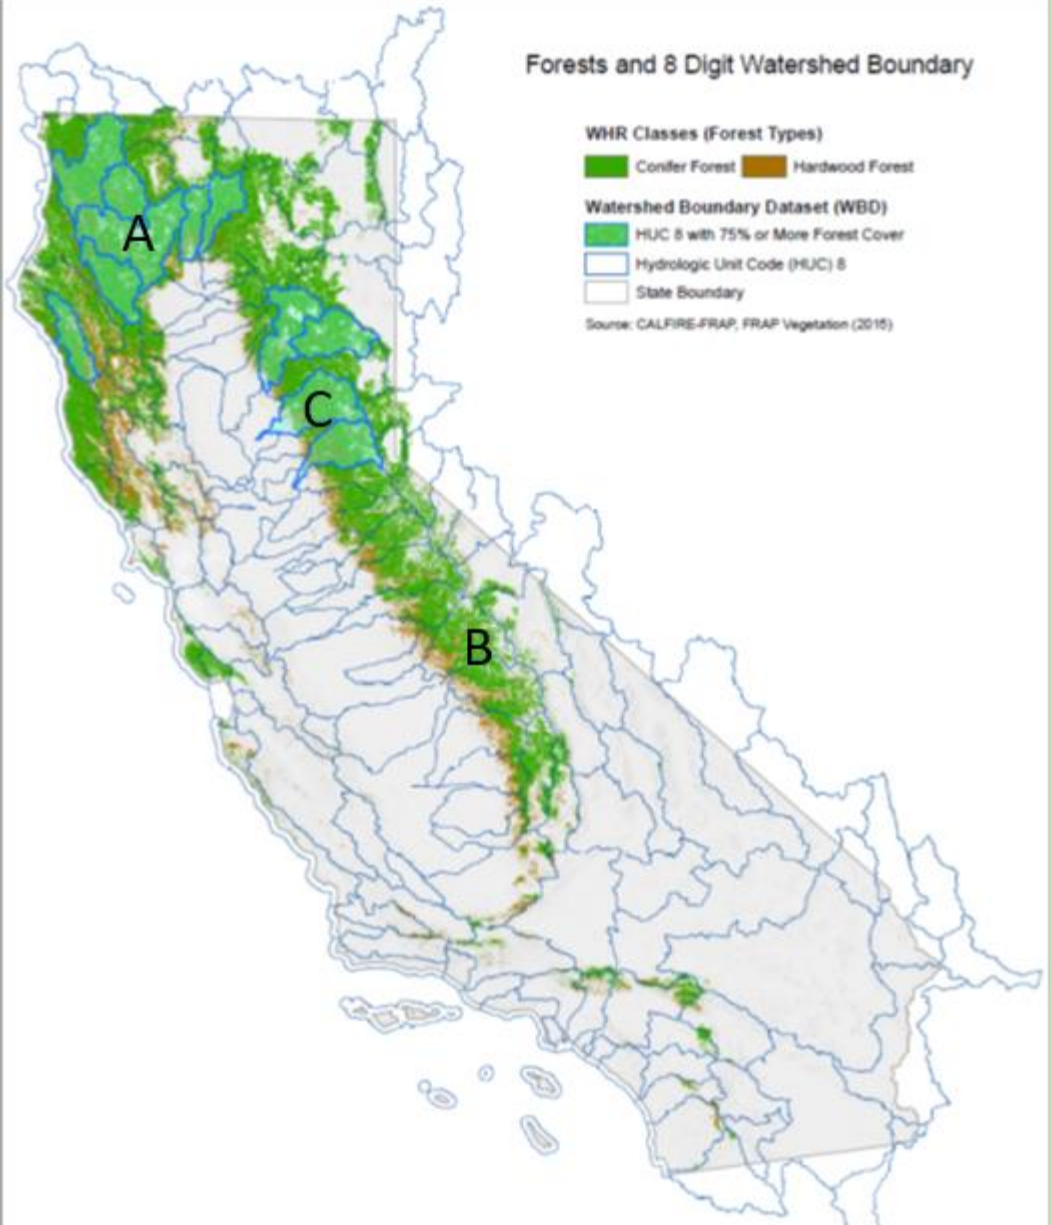 Forests and 8 Digit Watershed Boundary
WHR Classes (Forest Types)
Conifer Forest Hardwood Forest
Watershed Boundary Dataset (WBD)
HUC 8 with 75% or More Forest Cover
Hydrologic Unit Code (HUC) 8
State Boundary
Source: CALFIRE-FRAP, FRAP Vegetation (2015)
A
C
B